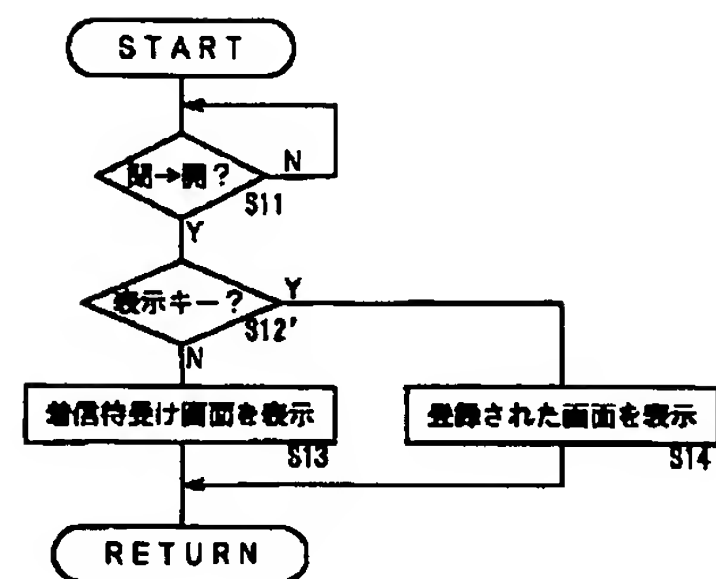 START
N
閉→開?
S11
Y
表示キー?
Y
S12'
N
着信待受け画面を表示
S13
登録された画面を表示
S14
RETURN